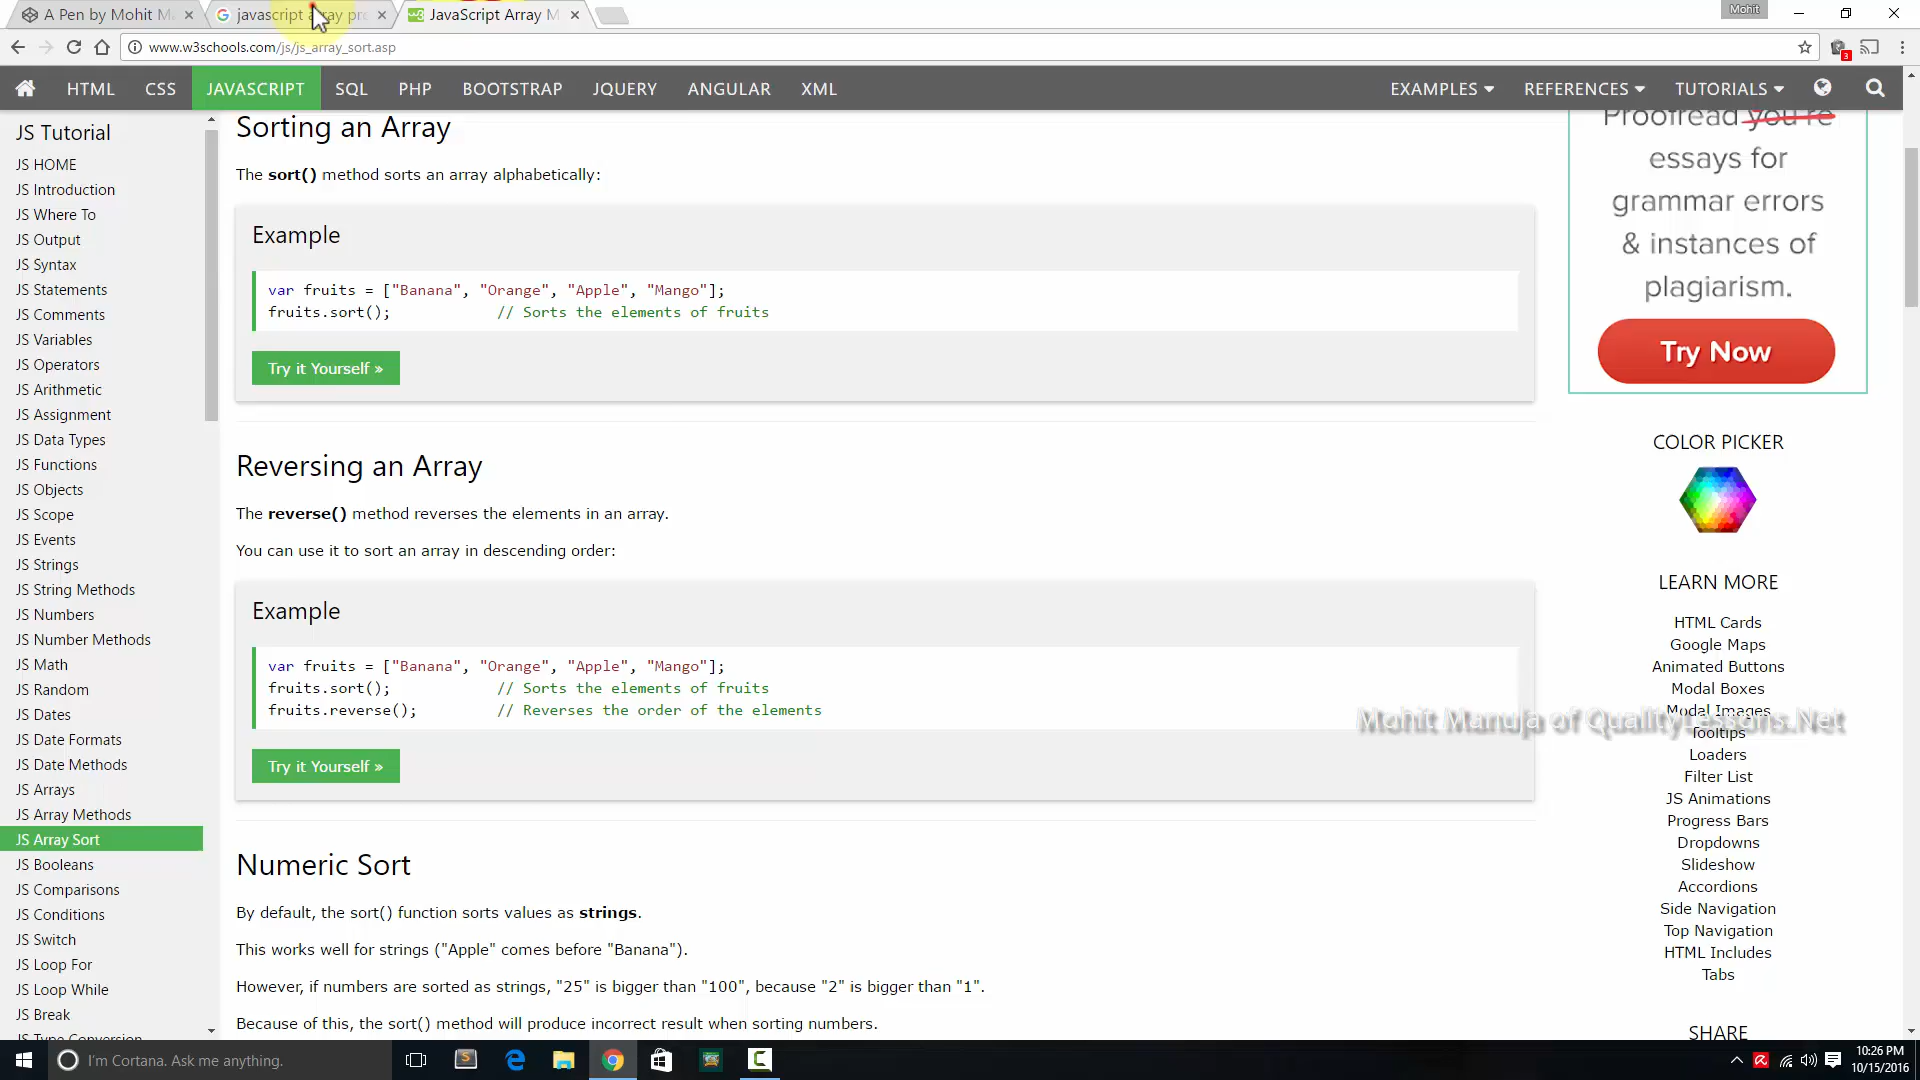 A Pen by Mohit M
javascript array pr
JavaScript Array M
Mohit
www.w3schools.com/js/js_array_sort.asp
3
HTML CSS JAVASCRIPT SQL PHP BOOTSTRAP JQUERY ANGULAR XML EXAMPLES REFERENCES TUTORIALS
JS Tutorial
JS HOME
JS Introduction
JS Where To
JS Output
JS Syntax
JS Statements
JS Comments
JS Variables
JS Operators
JS Arithmetic
JS Assignment
JS Data Types
JS Functions
JS Objects
JS Scope
JS Events
JS Strings
JS String Methods
JS Numbers
JS Number Methods
JS Math
JS Random
JS Dates
JS Date Formats
JS Date Methods
JS Arrays
JS Array Methods
JS Array Sort
JS Booleans
JS Comparisons
JS Conditions
JS Switch
JS Loop For
JS Loop While
JS Break
JS Type Conversion
Sorting an Array
The sort() method sorts an array alphabetically:
Example
var fruits = ["Banana", "Orange", "Apple", "Mango"];
fruits.sort(); // Sorts the elements of fruits
Try it Yourself »
Reversing an Array
The reverse() method reverses the elements in an array.
You can use it to sort an array in descending order:
Example
var fruits = ["Banana", "Orange", "Apple", "Mango"];
fruits.sort(); // Sorts the elements of fruits
fruits.reverse(); // Reverses the order of the elements
Try it Yourself »
Numeric Sort
By default, the sort() function sorts values as strings.
This works well for strings ("Apple" comes before "Banana").
However, if numbers are sorted as strings, "25" is bigger than "100", because "2" is bigger than "1".
Because of this, the sort() method will produce incorrect result when sorting numbers.
Proofread you're
essays for
grammar errors
& instances of
plagiarism.
Try Now
COLOR PICKER
LEARN MORE
HTML Cards
Google Maps
Animated Buttons
Modal Boxes
Modal Images
Mohit Manuja of QualityLessons.Net
Tooltips
Loaders
Filter List
JS Animations
Progress Bars
Dropdowns
Slideshow
Accordions
Side Navigation
Top Navigation
HTML Includes
Tabs
SHARE
I'm Cortana. Ask me anything.
10:26 PM
10/15/2016